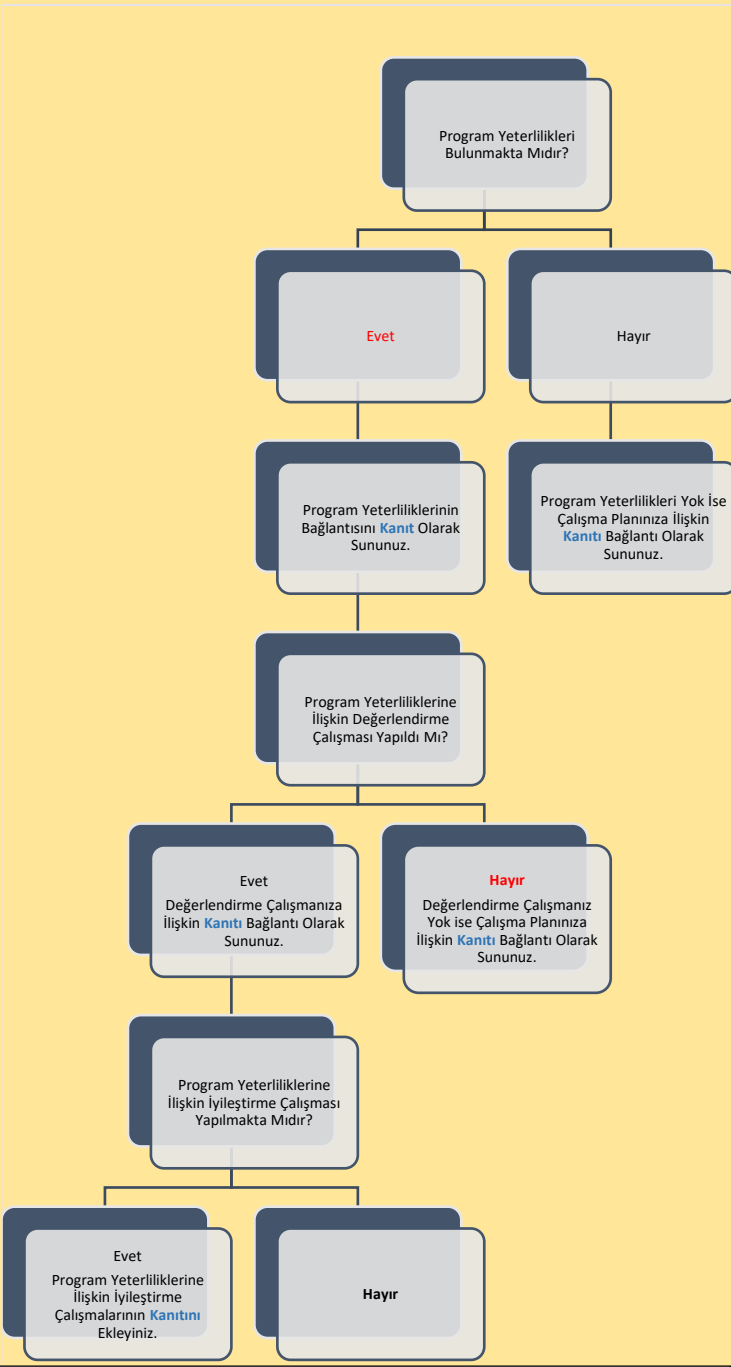 Program Yeterlilikleri
Bulunmakta Mıdır?
Evet
Hayır
Program Yeterliliklerinin
Bağlantısını Kanıt Olarak
Sununuz.
Program Yeterlilikleri Yok İse
Çalışma Planınıza İlişkin
Kanıtı Bağlantı Olarak
Sununuz.
Program Yeterliliklerine
İlişkin Değerlendirme
Çalışması Yapıldı Mı?
Evet
Değerlendirme Çalışmanıza
İlişkin Kanıtı Bağlantı Olarak
Sununuz.
Hayır
Değerlendirme Çalışmanız
Yok ise Çalışma Planınıza
İlişkin Kanıtı Bağlantı Olarak
Sununuz.
Program Yeterliliklerine
İlişkin İyileştirme Çalışması
Yapılmakta Mıdır?
Evet
Program Yeterliliklerine
İlişkin İyileştirme
Çalışmalarının Kanıtını
Ekleyiniz.
Hayır